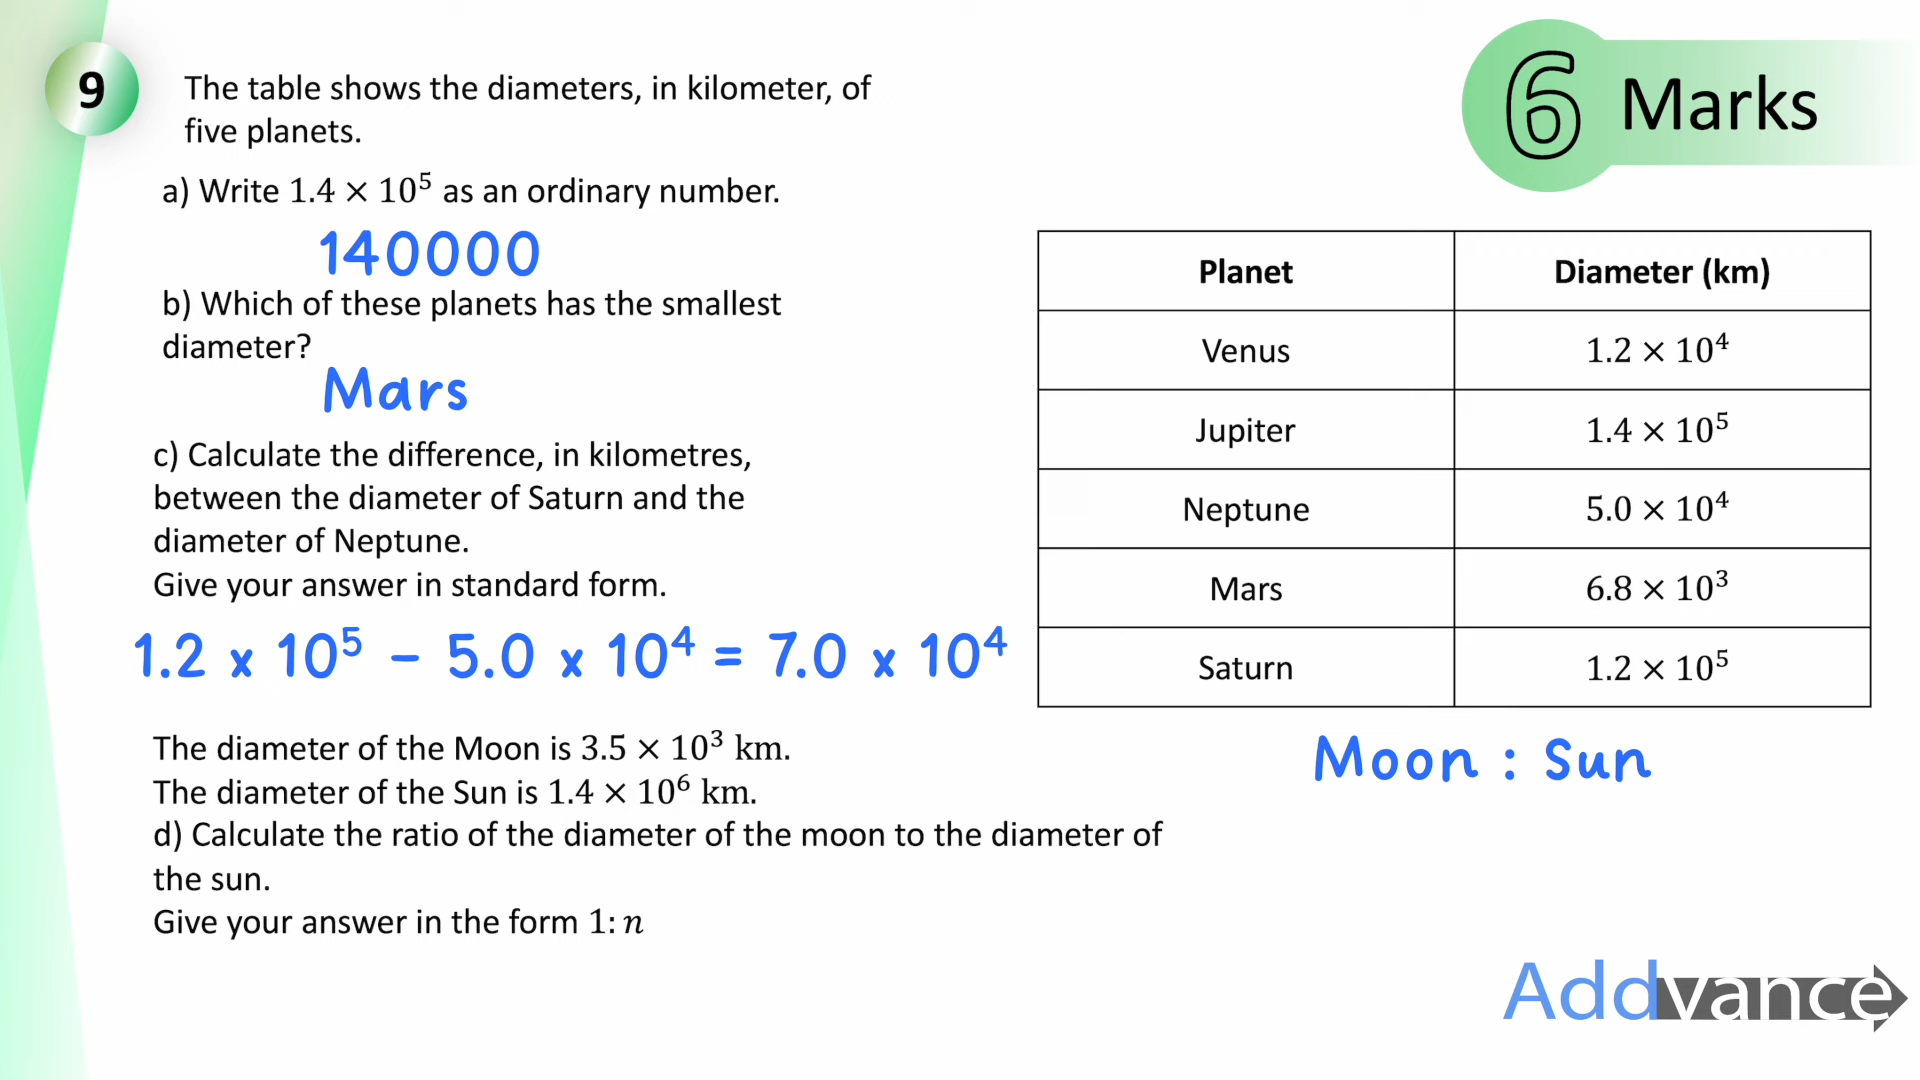 9
The table shows the diameters, in kilometer, of
five planets.
6 Marks
a) Write 1.4 × 10⁵ as an ordinary number.
140000
b) Which of these planets has the smallest
diameter?
Mars
c) Calculate the difference, in kilometres,
between the diameter of Saturn and the
diameter of Neptune.
Give your answer in standard form.
1.2 x 10⁵ - 5.0 x 10⁴ = 7.0 x 10⁴
Planet Diameter (km)
Venus 1.2 × 10⁴
Jupiter 1.4 × 10⁵
Neptune 5.0 × 10⁴
Mars 6.8 × 10³
Saturn 1.2 × 10⁵
The diameter of the Moon is 3.5 × 10³ km.
The diameter of the Sun is 1.4 × 10⁶ km.
d) Calculate the ratio of the diameter of the moon to the diameter of
the sun.
Give your answer in the form 1: n
Moon : Sun
Addvance